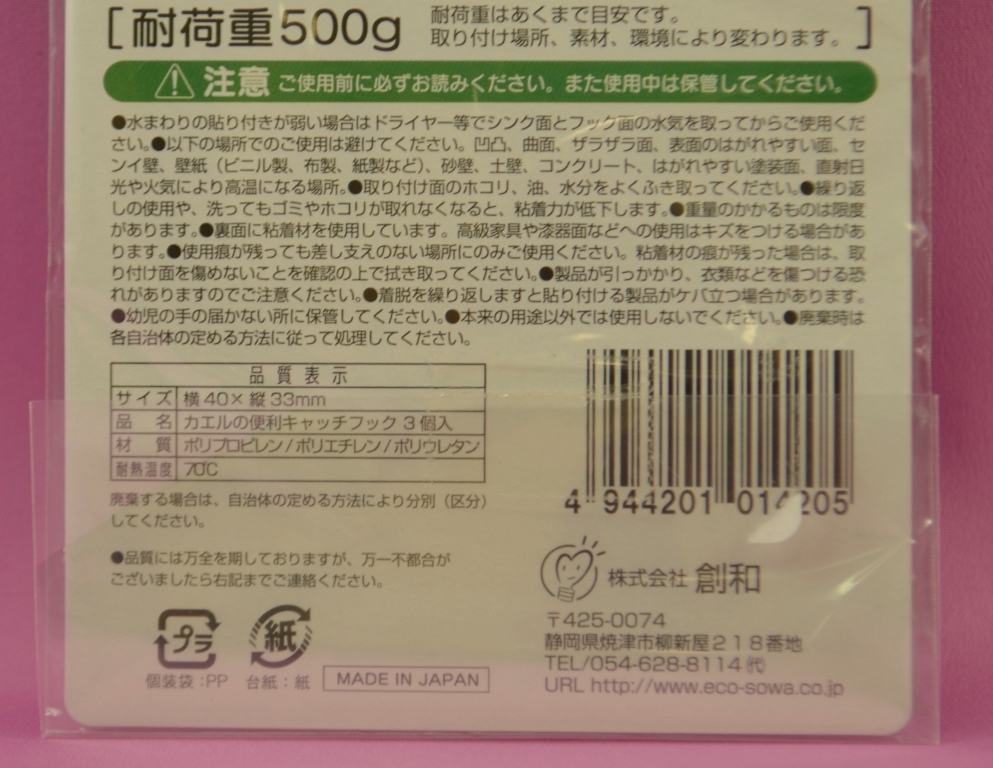 [耐荷重500g 耐荷重はあくまで目安です。
取り付け場所、素材、環境により変わります。]
注意 ご使用前に必ずお読みください。また使用中は保管してください。
●水まわりの貼り付きが弱い場合はドライヤー等でシンク面とフック面の水気を取ってからご使用くだ
さい。●以下の場所でのご使用は避けてください。凹凸、曲面、ザラザラ面、表面のはがれやすい面、セ
ンイ壁、壁紙（ビニル製、布製、紙製など）、砂壁、土壁、コンクリート、はがれやすい塗装面、直射日
光や火気により高温になる場所。●取り付け面のホコリ、油、水分をよくふき取ってください。●繰り返
しの使用や、洗ってもゴミやホコリが取れなくなると、粘着力が低下します。●重量のかかるものは限度
があります。●裏面に粘着材を使用しています。高級家具や漆器面などへの使用はキズをつける場合があ
ります。●使用痕が残っても差し支えのない場所にのみご使用ください。粘着材の痕が残った場合は、取
り付け面を傷めないことを確認の上で拭き取ってください。●製品が引っかかり、衣類などを傷つける恐
れがありますのでご注意ください。●着脱を繰り返しますと貼り付ける製品がケバ立つ場合があります。
●幼児の手の届かない所に保管してください。●本来の用途以外では使用しないでください。●廃棄時は
各自治体の定める方法に従って処理してください。
品質表示
サイズ 横40×縦33mm
品名 カエルの便利キャッチフック 3個入
材質 ポリプロピレン/ポリエチレン/ポリウレタン
耐熱温度 70℃
廃棄する場合は、自治体の定める方法により分別（区分）
してください。
●品質には万全を期しておりますが、万一不都合が
ございましたら右記までご連絡ください。
プラ 紙
個装袋：PP 台紙：紙
MADE IN JAPAN
4 944201 014205
株式会社 創和
〒425-0074
静岡県焼津市柳新屋218番地
TEL/054-628-8114㈹
URL http://www.eco-sowa.co.jp